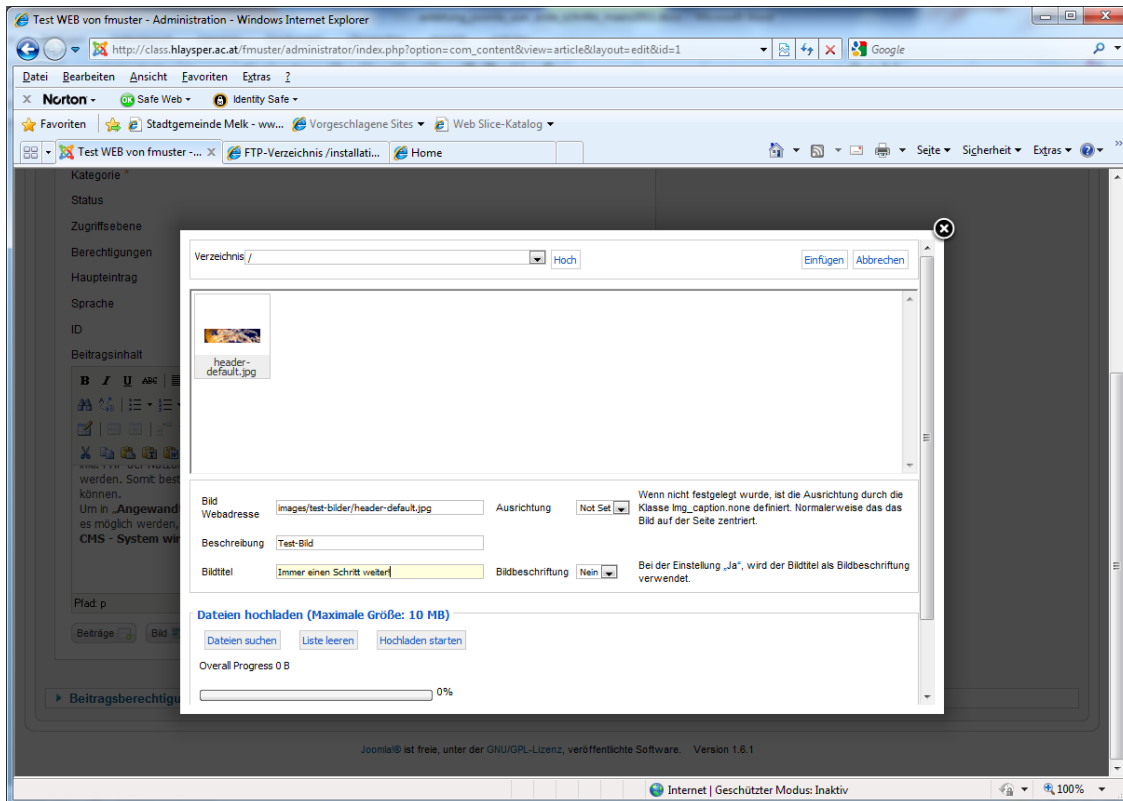 Test WEB von fmuster - Administration - Windows Internet Explorer
http://class.hlaysper.ac.at/fmuster/administrator/index.php?option=com_content&view=article&layout=edit&id=1
Google
Datei Bearbeiten Ansicht Favoriten Extras ?
x Norton - OK Safe Web Identity Safe
Favoriten Stadtgemeinde Melk - ww... Vorgeschlagene Sites Web Slice-Katalog
Test WEB von fmuster -... X FTP-Verzeichnis /installati... Home Seite Sicherheit Extras »
Kategorie *
Status
Zugriffsebene
Berechtigungen
Haupteintrag
Sprache
ID
Beitragsinhalt
B I U ABC
werden. Somit best
können.
Um in „Angewandt
es möglich werden,
CMS - System wir
Pfad: p
Beiträge Bild
Beitragsberechtigu
Verzeichnis / Hoch Einfügen Abbrechen
header-
default.jpg
Bild
Webadresse images/test-bilder/header-default.jpg Ausrichtung Not Set
Wenn nicht festgelegt wurde, ist die Ausrichtung durch die
Klasse Img_caption.none definiert. Normalerweise das das
Bild auf der Seite zentriert.
Beschreibung Test-Bild
Bildtitel Immer einen Schritt weiter! Bildbeschriftung Nein
Bei der Einstellung „Ja“, wird der Bildtitel als Bildbeschriftung
verwendet.
Dateien hochladen (Maximale Größe: 10 MB)
Dateien suchen Liste leeren Hochladen starten
Overall Progress 0 B
0%
Joomla!® ist freie, unter der GNU/GPL-Lizenz, veröffentlichte Software. Version 1.6.1
Internet | Geschützter Modus: Inaktiv 100%